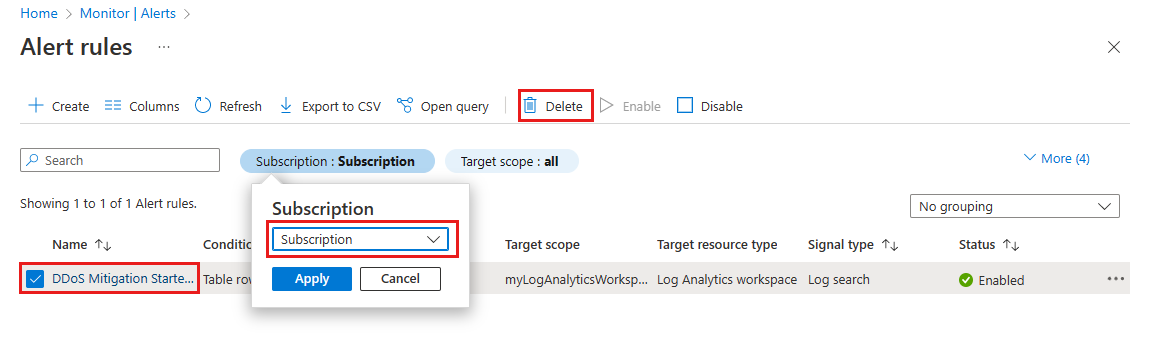 Home > Monitor | Alerts >
Alert rules ...
Create Columns Refresh Export to CSV Open query Delete Enable Disable
Search Subscription : Subscription Target scope : all More (4)
Showing 1 to 1 of 1 Alert rules. No grouping
Subscription
Subscription
Apply Cancel
Name Conditio Target scope Target resource type Signal type Status
DDoS Mitigation Starte... Table row myLogAnalyticsWorksp... Log Analytics workspace Log search Enabled ...